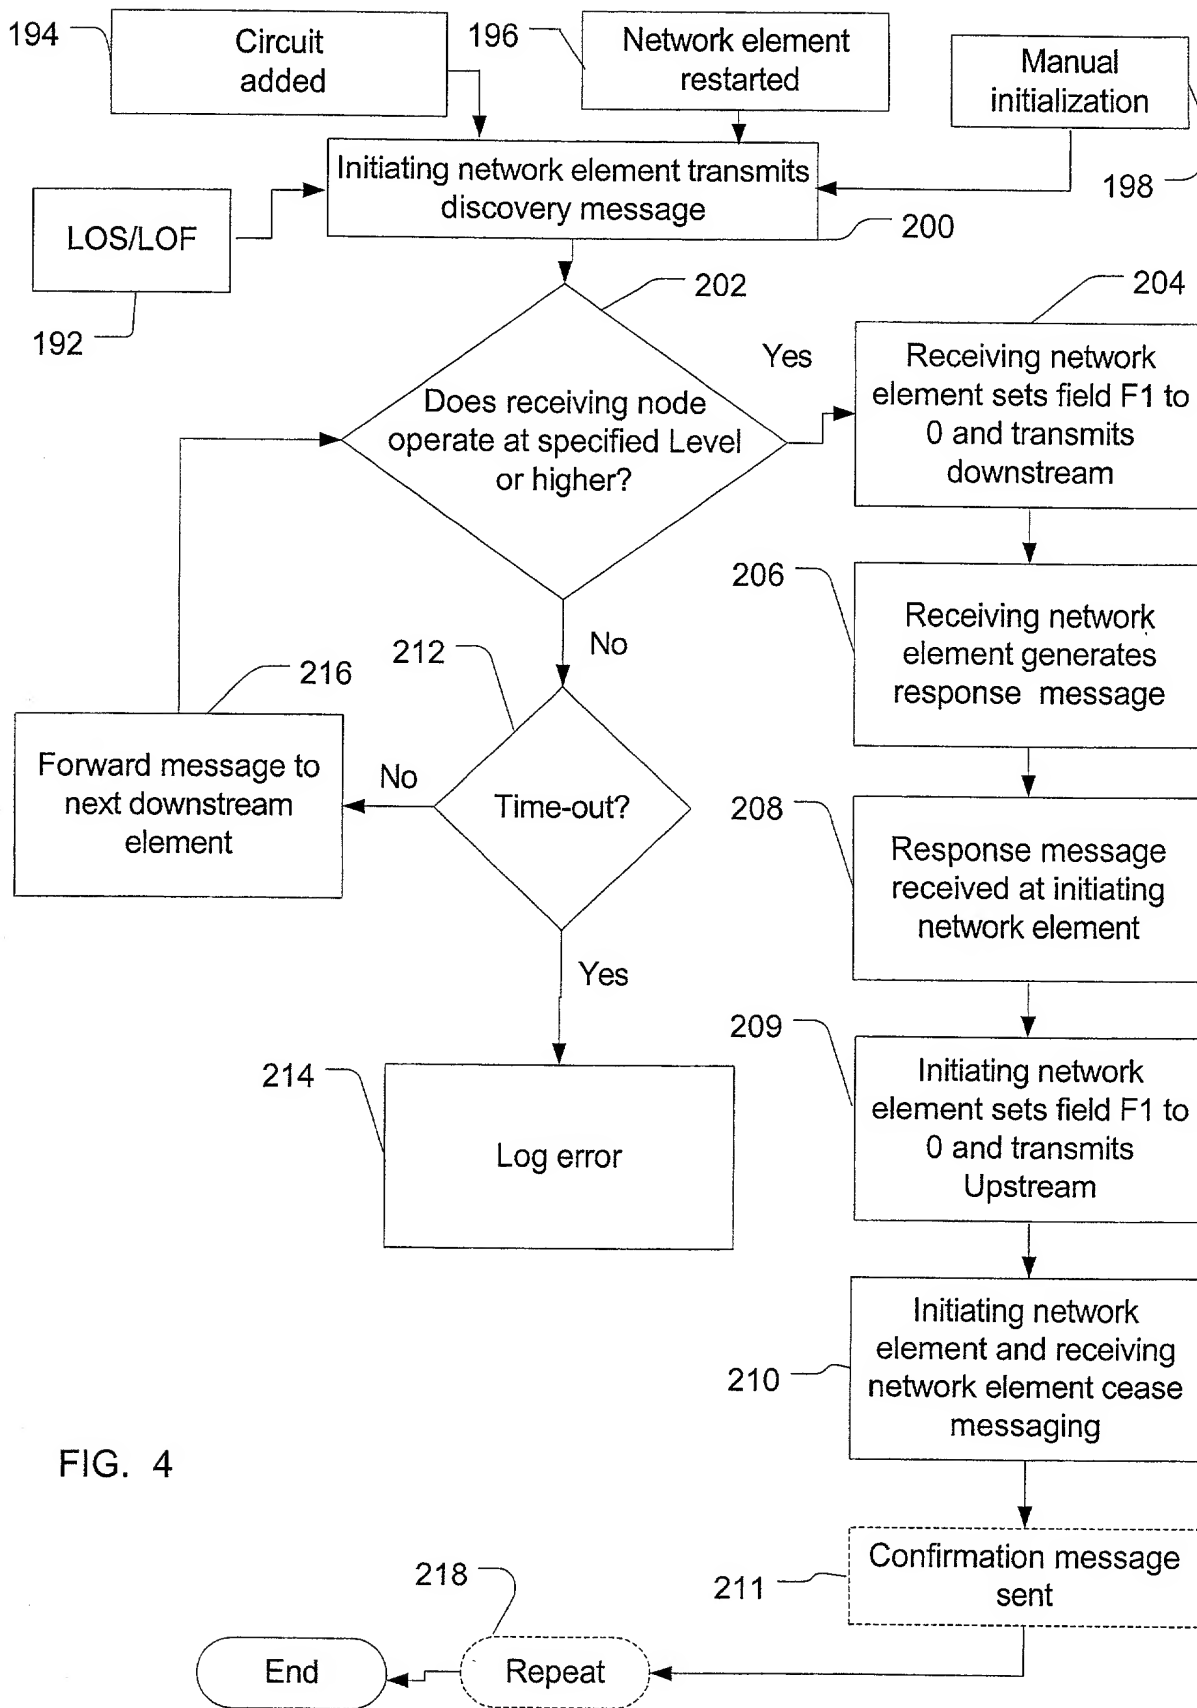 194
Circuit
added
196
Network element
restarted
Manual
initialization
198
Initiating network element transmits
discovery message
200
LOS/LOF
192
202
Does receiving node
operate at specified Level
or higher?
Yes
204
Receiving network
element sets field F1 to
0 and transmits
downstream
206
Receiving network
element generates
response message
No
212
Time-out?
No
216
Forward message to
next downstream
element
208
Response message
received at initiating
network element
Yes
214
Log error
209
Initiating network
element sets field F1 to
0 and transmits
Upstream
210
Initiating network
element and receiving
network element cease
messaging
FIG. 4
211
Confirmation message
sent
218
Repeat
End